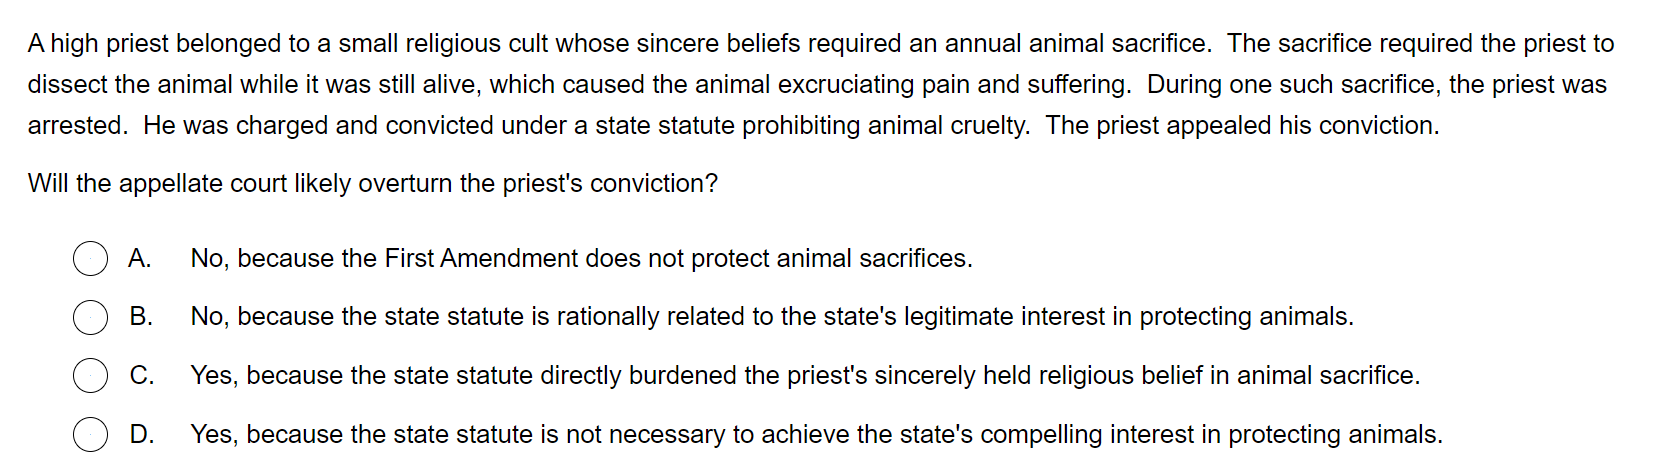 A high priest belonged to a small religious cult whose sincere beliefs required an annual animal sacrifice.  The sacrifice required the priest to
dissect the animal while it was still alive, which caused the animal excruciating pain and suffering.  During one such sacrifice, the priest was
arrested.  He was charged and convicted under a state statute prohibiting animal cruelty.  The priest appealed his conviction.
Will the appellate court likely overturn the priest's conviction?
A. No, because the First Amendment does not protect animal sacrifices.
B. No, because the state statute is rationally related to the state's legitimate interest in protecting animals.
C. Yes, because the state statute directly burdened the priest's sincerely held religious belief in animal sacrifice.
D. Yes, because the state statute is not necessary to achieve the state's compelling interest in protecting animals.